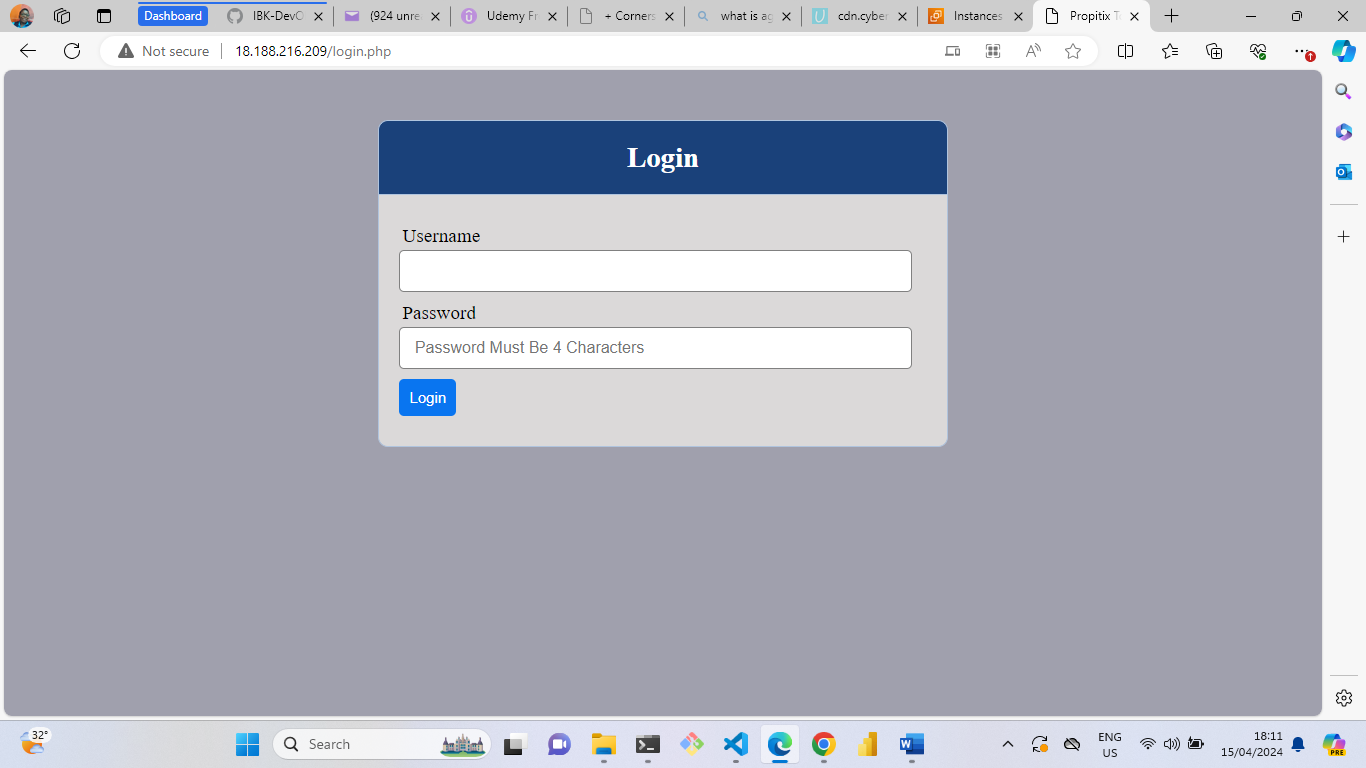 Dashboard
IBK-DevO
(924 unre
Udemy Fr
+ Corners
what is ag
cdn.cybe
Instances
Propitix T
Not secure
18.188.216.209/login.php
Login
Username
Password
Password Must Be 4 Characters
Login
32°
Search
ENG
US
18:11
15/04/2024
PRE